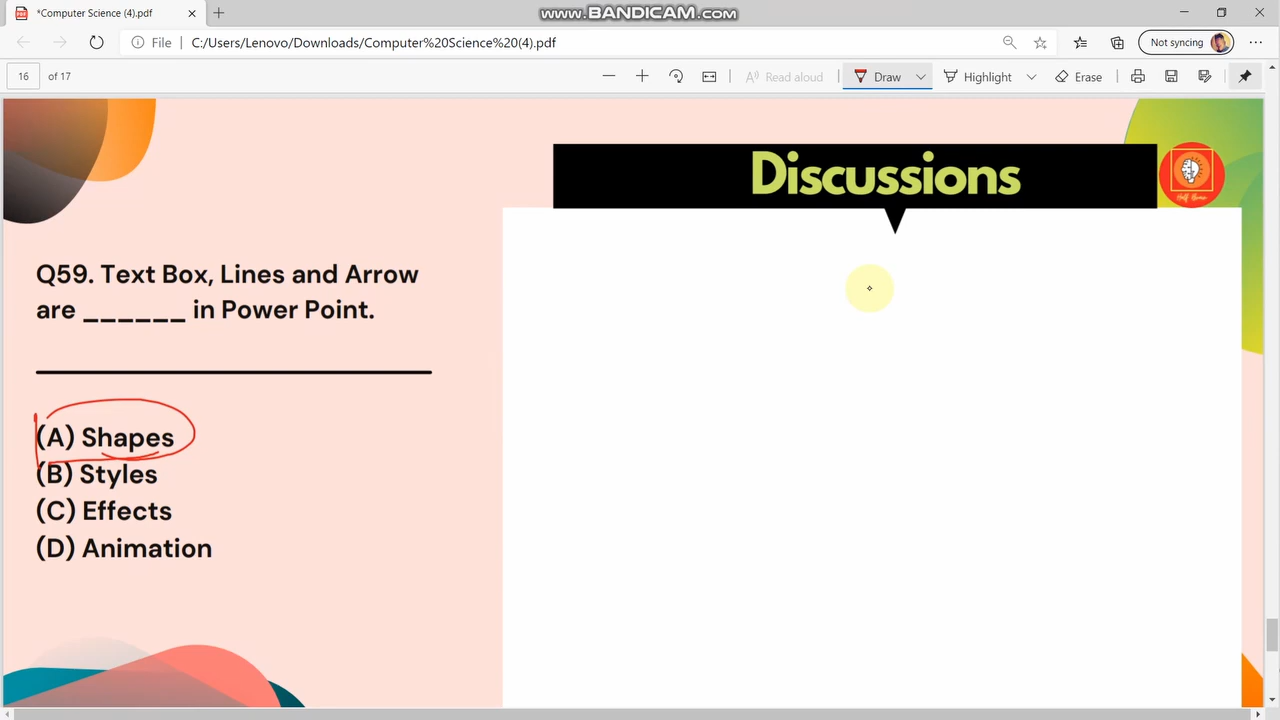 *Computer Science (4).pdf
www.BANDICAM.com
File
C:/Users/Lenovo/Downloads/Computer%20Science%20(4).pdf
Not syncing
16 of 17
Read aloud
Draw
Highlight
Erase
Discussions
Q59. Text Box, Lines and Arrow
are ______ in Power Point.
(A) Shapes
(B) Styles
(C) Effects
(D) Animation